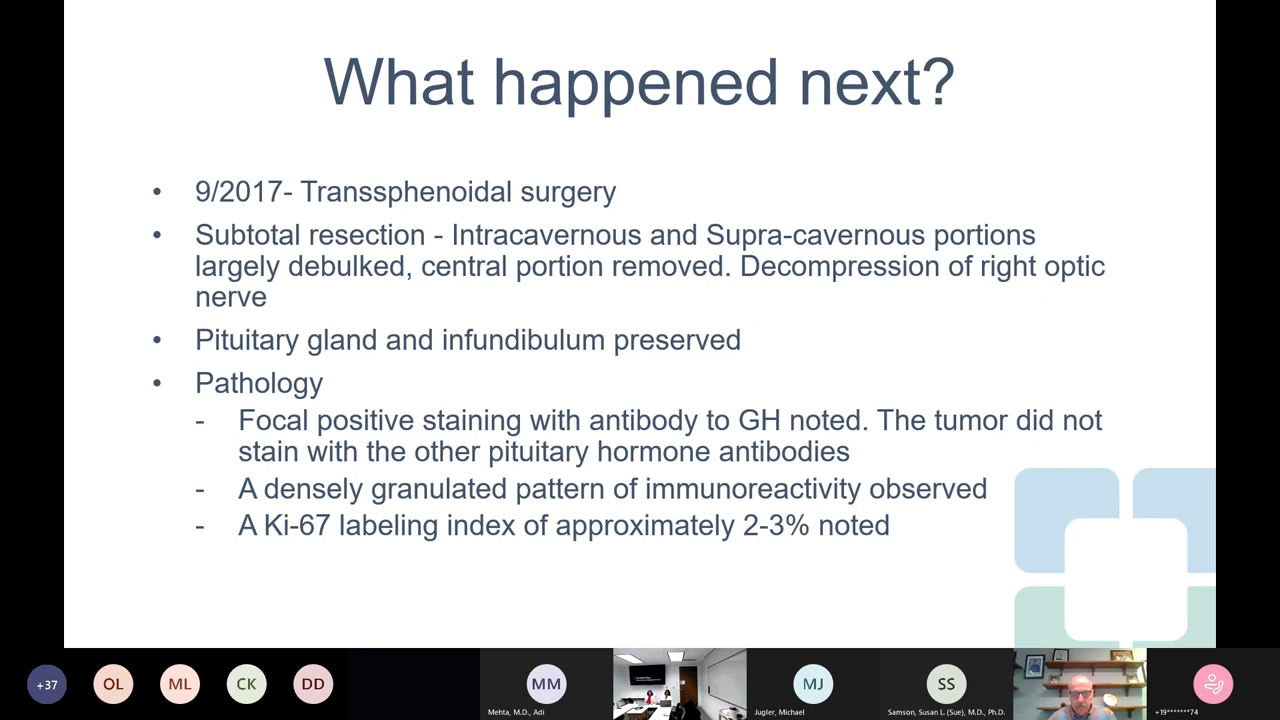 What happened next?
• 9/2017- Transsphenoidal surgery
• Subtotal resection - Intracavernous and Supra-cavernous portions
largely debulked, central portion removed. Decompression of right optic
nerve
• Pituitary gland and infundibulum preserved
• Pathology
- Focal positive staining with antibody to GH noted. The tumor did not
stain with the other pituitary hormone antibodies
- A densely granulated pattern of immunoreactivity observed
- A Ki-67 labeling index of approximately 2-3% noted
+37
OL
ML
CK
DD
MM
Mehta, M.D., Adi
MJ
Jugler, Michael
SS
Samson, Susan L. (Sue), M.D., Ph.D.
+19*******74